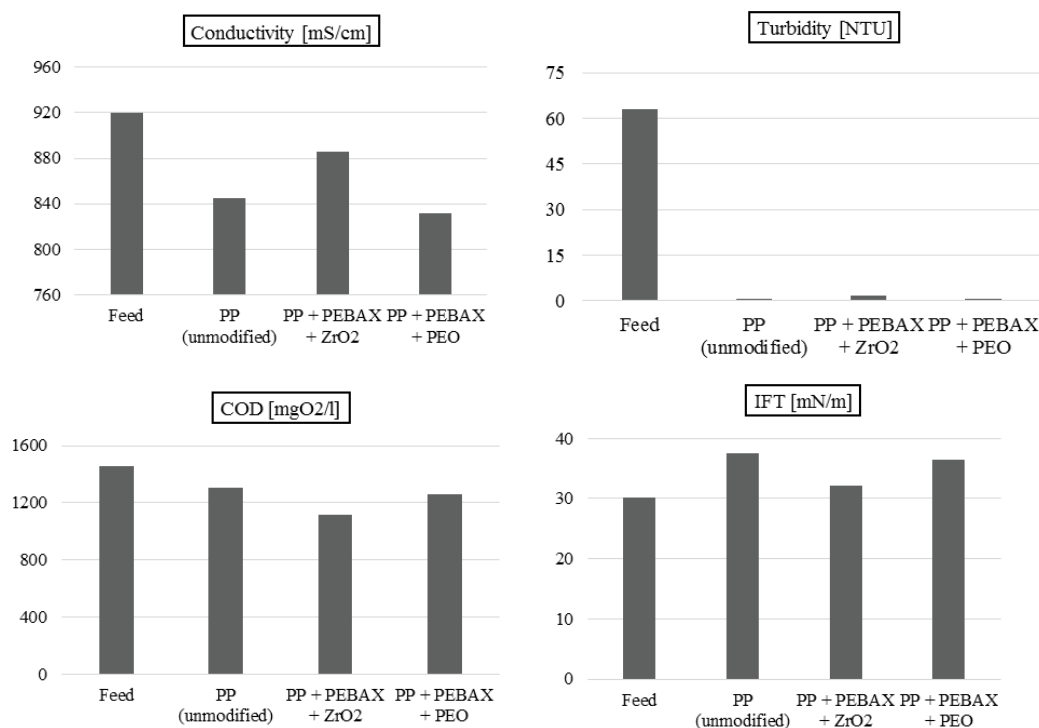 Conductivity [mS/cm]
960
920
880
840
800
760
Feed
PP
(unmodified)
PP + PEBAX
+ ZrO2
PP + PEBAX
+ PEO
Turbidity [NTU]
75
60
45
30
15
0
Feed
PP
(unmodified)
PP + PEBAX
+ ZrO2
PP + PEBAX
+ PEO
COD [mgO2/l]
1600
1200
800
400
0
Feed
PP
(unmodified)
PP + PEBAX
+ ZrO2
PP + PEBAX
+ PEO
IFT [mN/m]
40
30
20
10
0
Feed
PP
(unmodified)
PP + PEBAX
+ ZrO2
PP + PEBAX
+ PEO